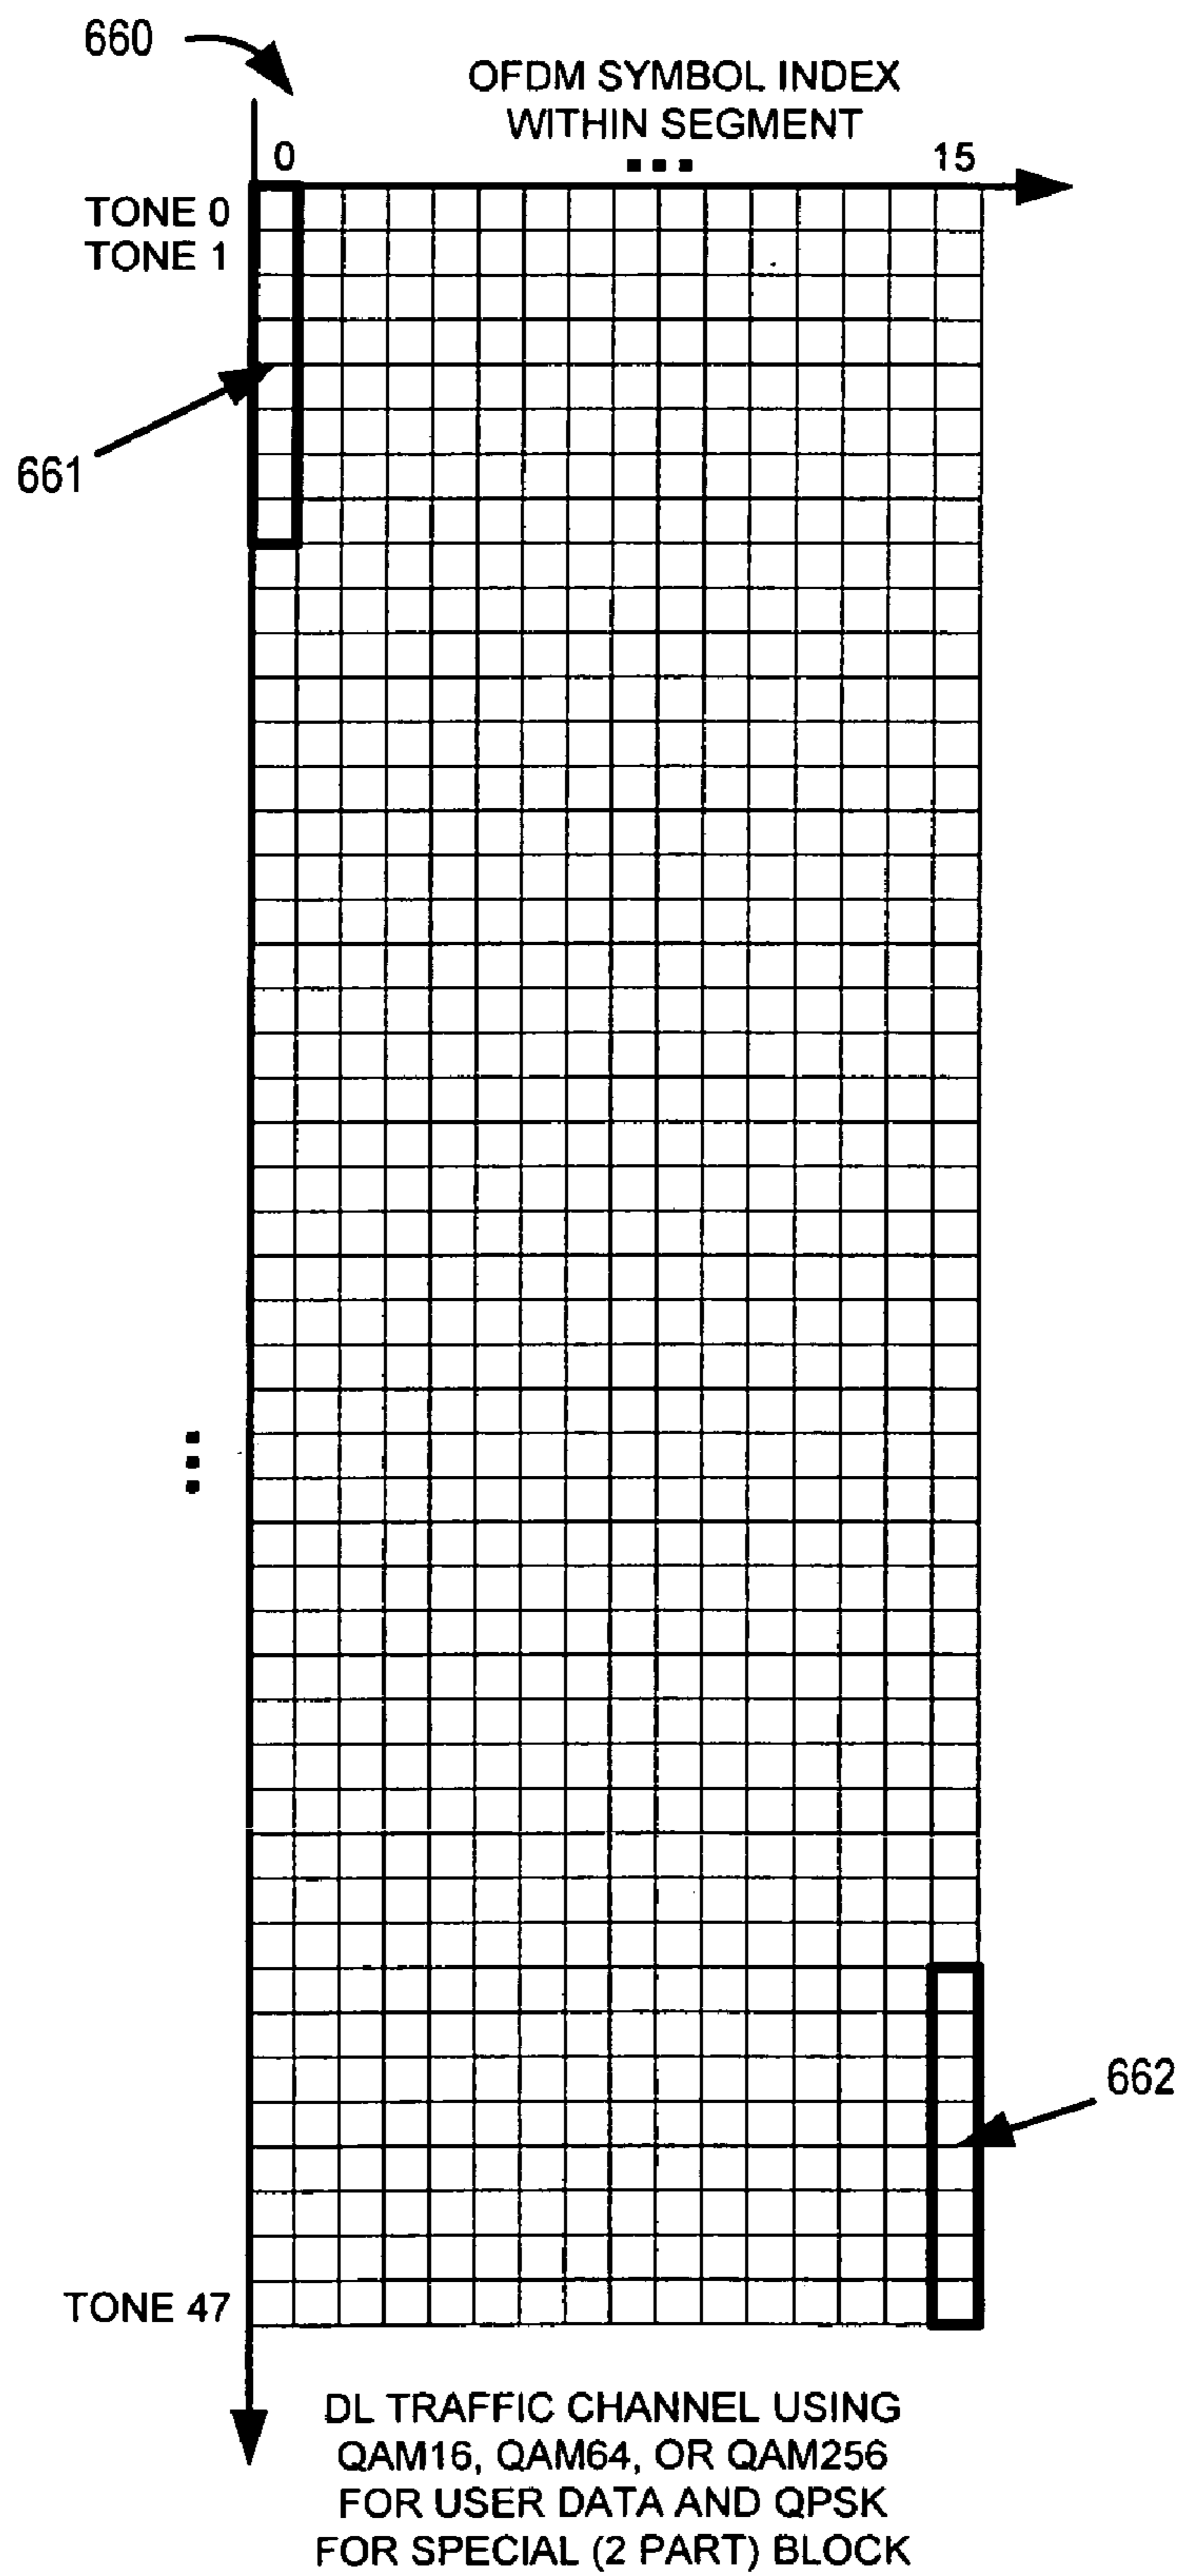 660
OFDM SYMBOL INDEX
WITHIN SEGMENT
0 ... 15
TONE 0
TONE 1
661
662
TONE 47
DL TRAFFIC CHANNEL USING
QAM16, QAM64, OR QAM256
FOR USER DATA AND QPSK
FOR SPECIAL (2 PART) BLOCK